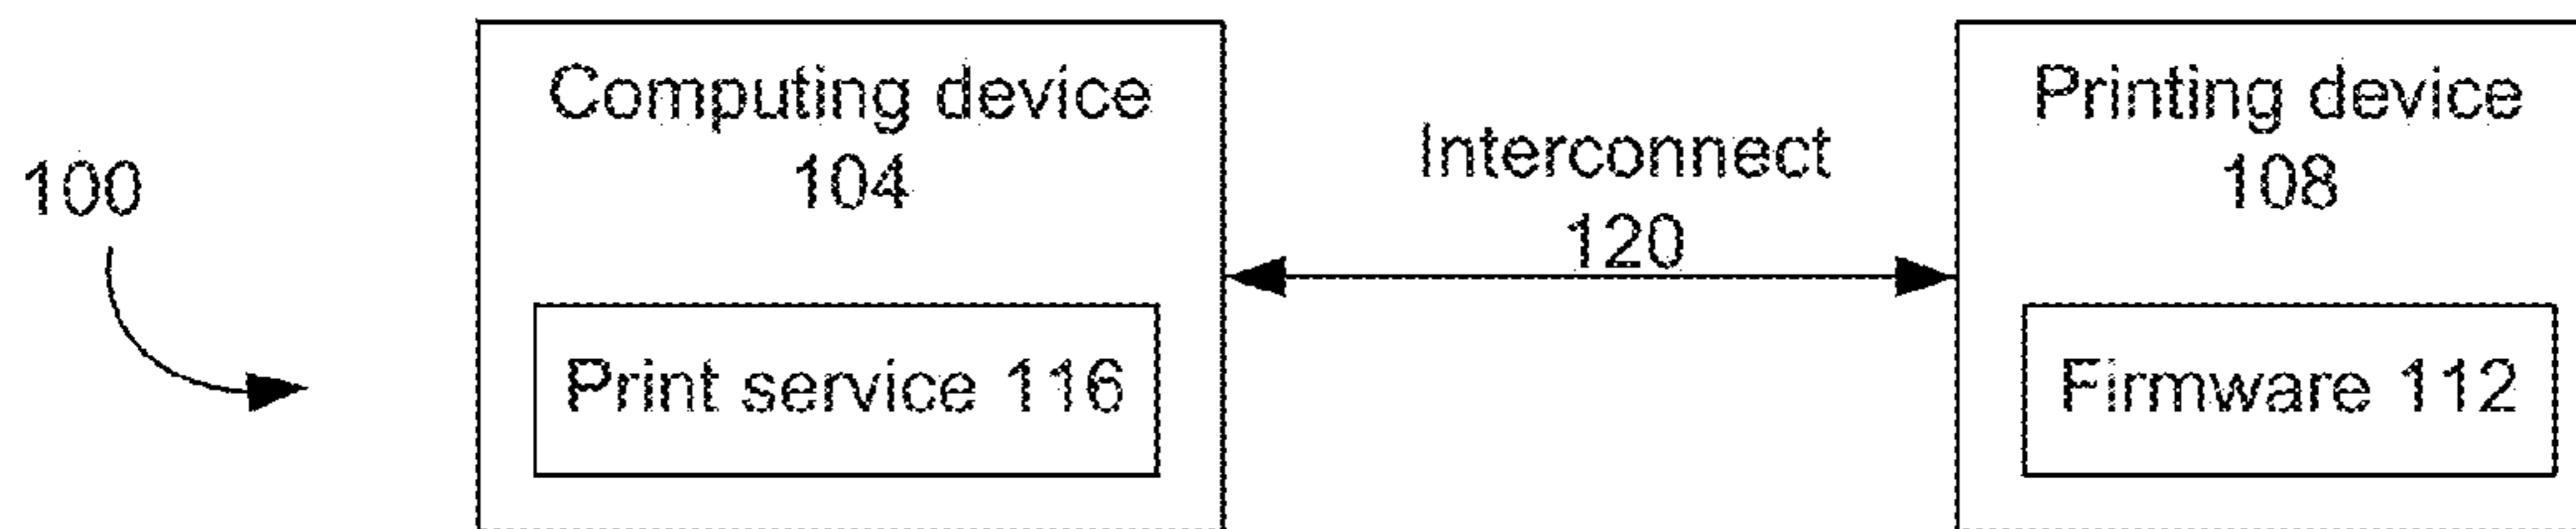 100
Computing device
104
Print service 116
Interconnect
120
Printing device
108
Firmware 112